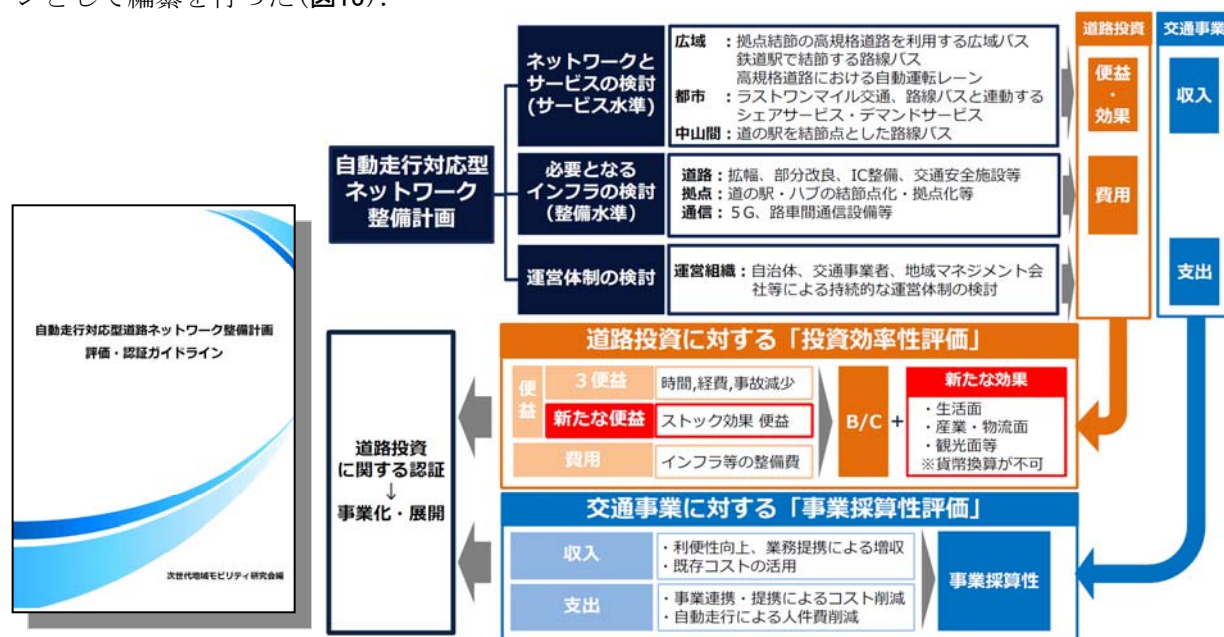 ンとして編纂を行った(図10).
自動走行対応型道路ネットワーク整備計画
評価・認証ガイドライン
次世代地域モビリティ研究会編
自動走行対応型
ネットワーク
整備計画
ネットワークと
サービスの検討
(サービス水準)
広域 ：拠点結節の高規格道路を利用する広域バス
鉄道駅で結節する路線バス
高規格道路における自動運転レーン
都市 ：ラストワンマイル交通、路線バスと連動する
シェアサービス・デマンドサービス
中山間：道の駅を結節点とした路線バス
必要となる
インフラの検討
(整備水準)
道路：拡幅、部分改良、IC整備、交通安全施設等
拠点：道の駅・ハブの結節点化・拠点化等
通信：５G、路車間通信設備等
運営体制の検討
運営組織：自治体、交通事業者、地域マネジメント会
社等による持続的な運営体制の検討
道路投資
便益
・
効果
費用
交通事業
収入
支出
道路投資に対する「投資効率性評価」
便
益
３便益
時間,経費,事故減少
新たな便益
ストック効果 便益
費用
インフラ等の整備費
B/C
+
新たな効果
・生活面
・産業・物流面
・観光面等
※貨幣換算が不可
道路投資
に関する認証
↓
事業化・展開
交通事業に対する「事業採算性評価」
収入
・利便性向上、業務提携による増収
・既存コストの活用
支出
・事業連携・提携によるコスト削減
・自動走行による人件費削減
事業採算性